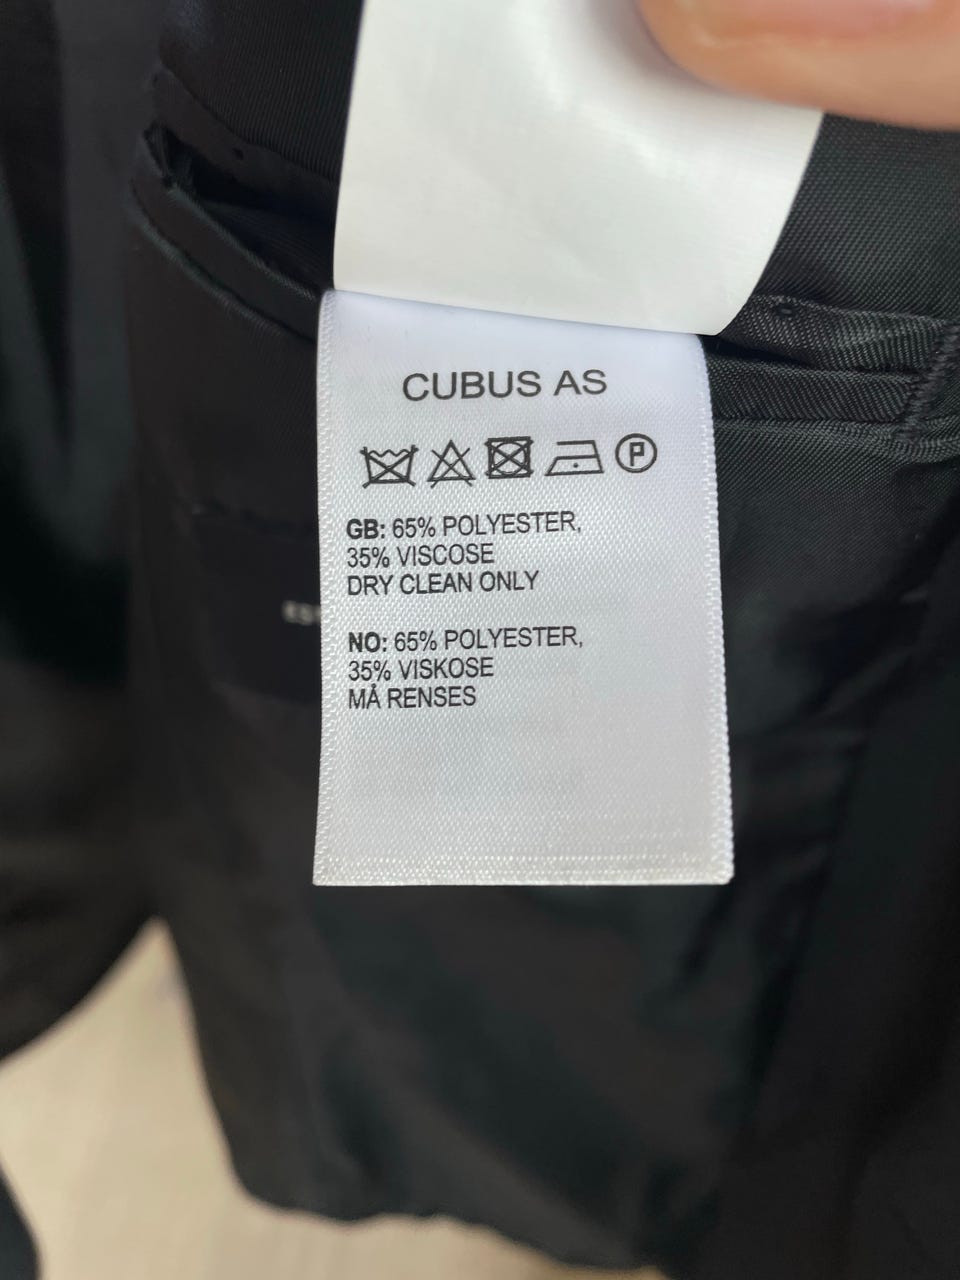 CUBUS AS
P
GB: 65% POLYESTER,
35% VISCOSE
DRY CLEAN ONLY
NO: 65% POLYESTER,
35% VISKOSE
MÅ RENSES